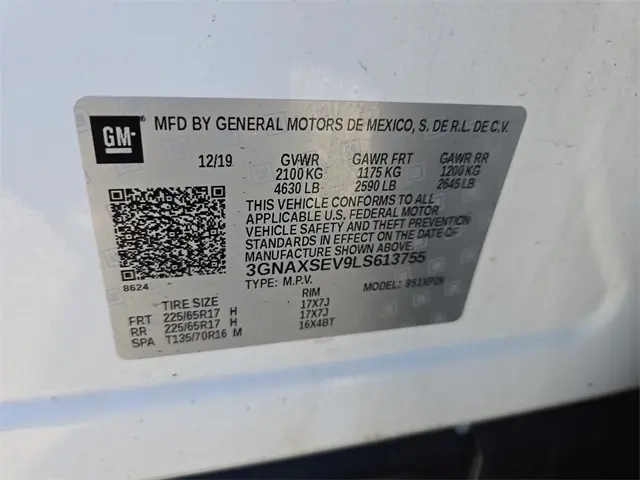 GM MFD BY GENERAL MOTORS DE MEXICO, S. DE R.L. DE C.V.
12/19 GVWR GAWR FRT GAWR RR
2100 KG 1175 KG 1200 KG
4630 LB 2590 LB 2645 LB
THIS VEHICLE CONFORMS TO ALL
APPLICABLE U.S. FEDERAL MOTOR
VEHICLE SAFETY AND THEFT PREVENTION
STANDARDS IN EFFECT ON THE DATE OF
MANUFACTURE SHOWN ABOVE.
3GNAXSEV9LS613755
8624 TYPE: M.P.V. MODEL:
TIRE SIZE RIM
FRT 225/65R17 H 17X7J
RR 225/65R17 H 17X7J
SPA T135/70R16 M 16X4BT